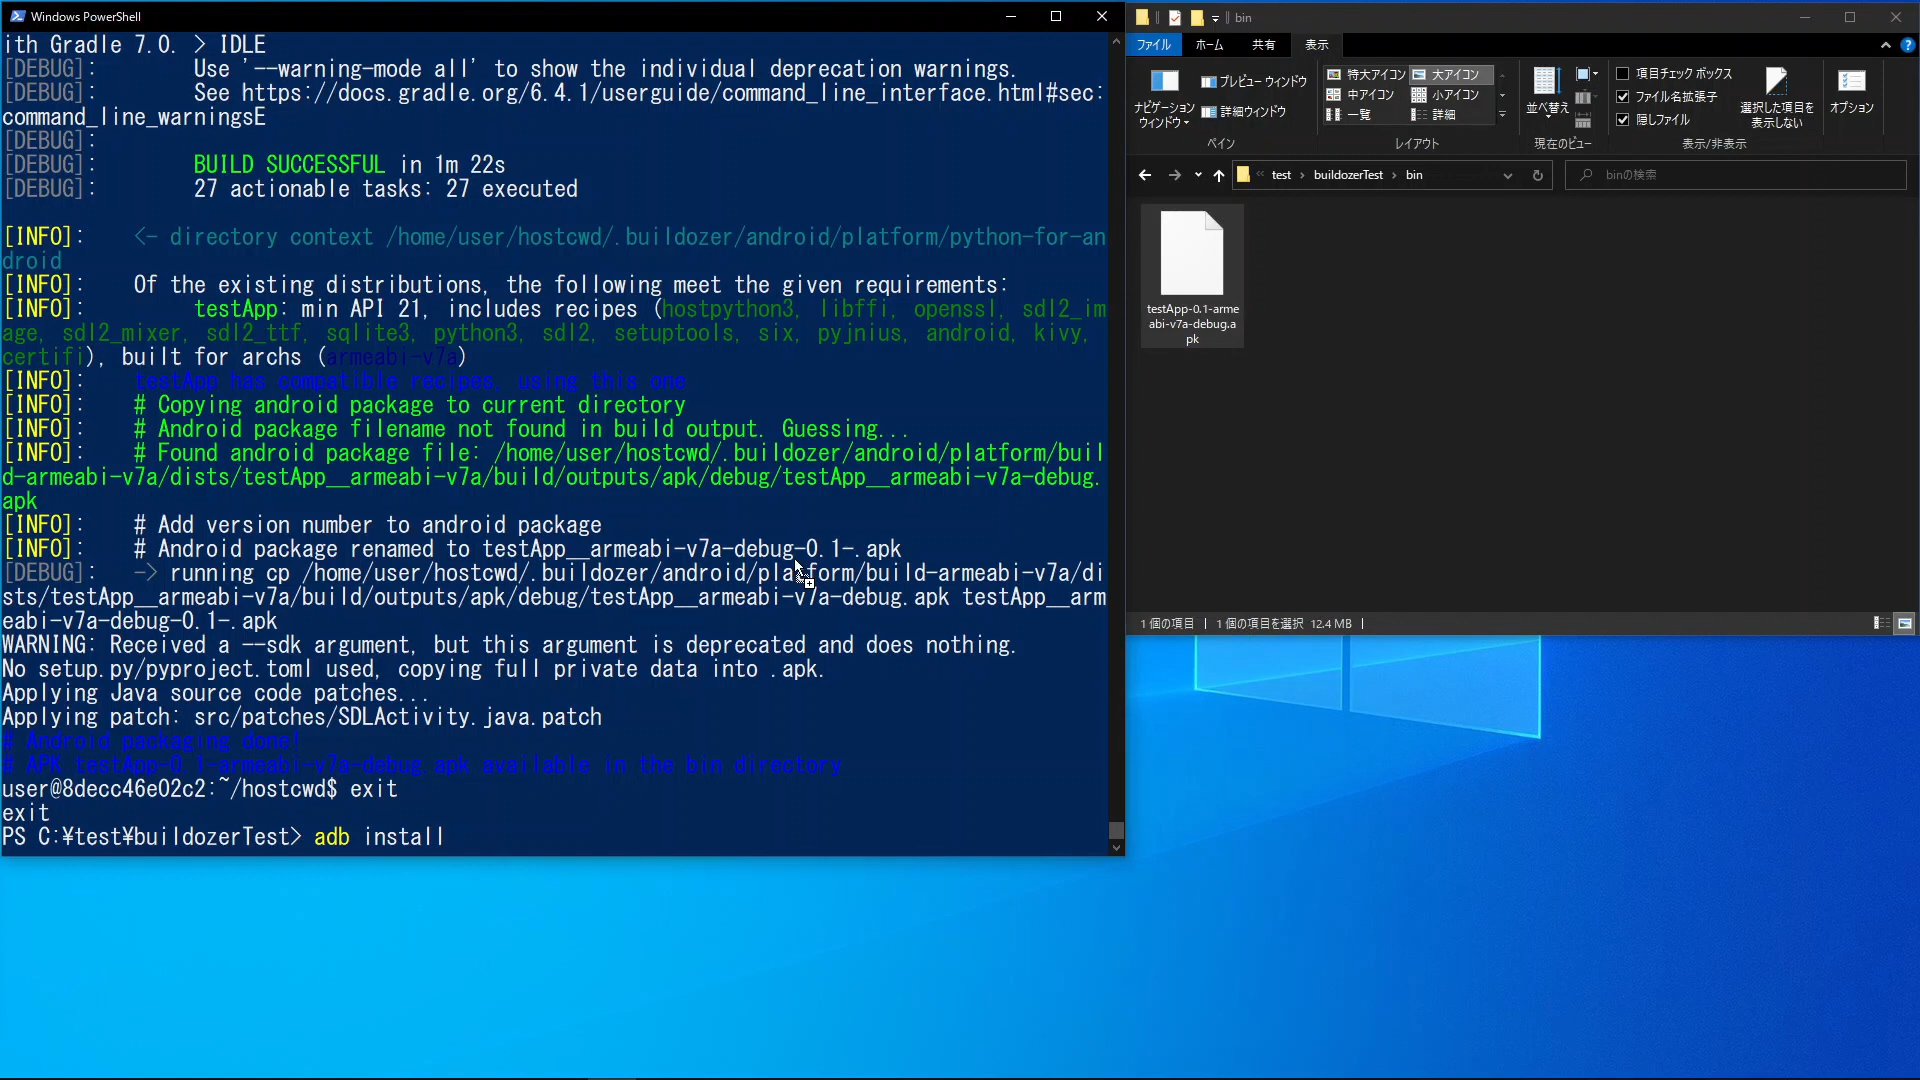 Windows PowerShell
ith Gradle 7.0. > IDLE
[DEBUG]: Use '--warning-mode all' to show the individual deprecation warnings.
[DEBUG]: See https://docs.gradle.org/6.4.1/userguide/command_line_interface.html#sec:
command_line_warningsE
[DEBUG]:
[DEBUG]: BUILD SUCCESSFUL in 1m 22s
[DEBUG]: 27 actionable tasks: 27 executed
[INFO]: <- directory context /home/user/hostcwd/.buildozer/android/platform/python-for-an
droid
[INFO]: Of the existing distributions, the following meet the given requirements:
[INFO]: testApp: min API 21, includes recipes (hostpython3, libffi, openssl, sdl2_im
age, sdl2_mixer, sdl2_ttf, sqlite3, python3, sdl2, setuptools, six, pyjnius, android, kivy,
certifi), built for archs (armeabi-v7a)
[INFO]: testApp has compatible recipes, using this one
[INFO]: # Copying android package to current directory
[INFO]: # Android package filename not found in build output. Guessing...
[INFO]: # Found android package file: /home/user/hostcwd/.buildozer/android/platform/buil
d-armeabi-v7a/dists/testApp__armeabi-v7a/build/outputs/apk/debug/testApp__armeabi-v7a-debug.
apk
[INFO]: # Add version number to android package
[INFO]: # Android package renamed to testApp__armeabi-v7a-debug-0.1-.apk
[DEBUG]: -> running cp /home/user/hostcwd/.buildozer/android/platform/build-armeabi-v7a/di
sts/testApp__armeabi-v7a/build/outputs/apk/debug/testApp__armeabi-v7a-debug.apk testApp__arm
eabi-v7a-debug-0.1-.apk
WARNING: Received a --sdk argument, but this argument is deprecated and does nothing.
No setup.py/pyproject.toml used, copying full private data into .apk.
Applying Java source code patches...
Applying patch: src/patches/SDLActivity.java.patch
# Android packaging done!
# APK testApp-0.1-armeabi-v7a-debug.apk available in the bin directory
user@8decc46e02c2:~/hostcwd$ exit
exit
PS C:¥test¥buildozerTest> adb install
bin
ファイル ホーム 共有 表示
ナビゲーション
ウィンドウ
プレビュー ウィンドウ
詳細ウィンドウ
ペイン
特大アイコン 大アイコン
中アイコン 小アイコン
一覧 詳細
レイアウト
並べ替え
現在のビュー
項目チェック ボックス
ファイル名拡張子
隠しファイル
選択した項目を
表示しない
表示/非表示
オプション
« test › buildozerTest › bin
binの検索
testApp-0.1-arme
abi-v7a-debug.a
pk
1 個の項目 | 1 個の項目を選択 12.4 MB |